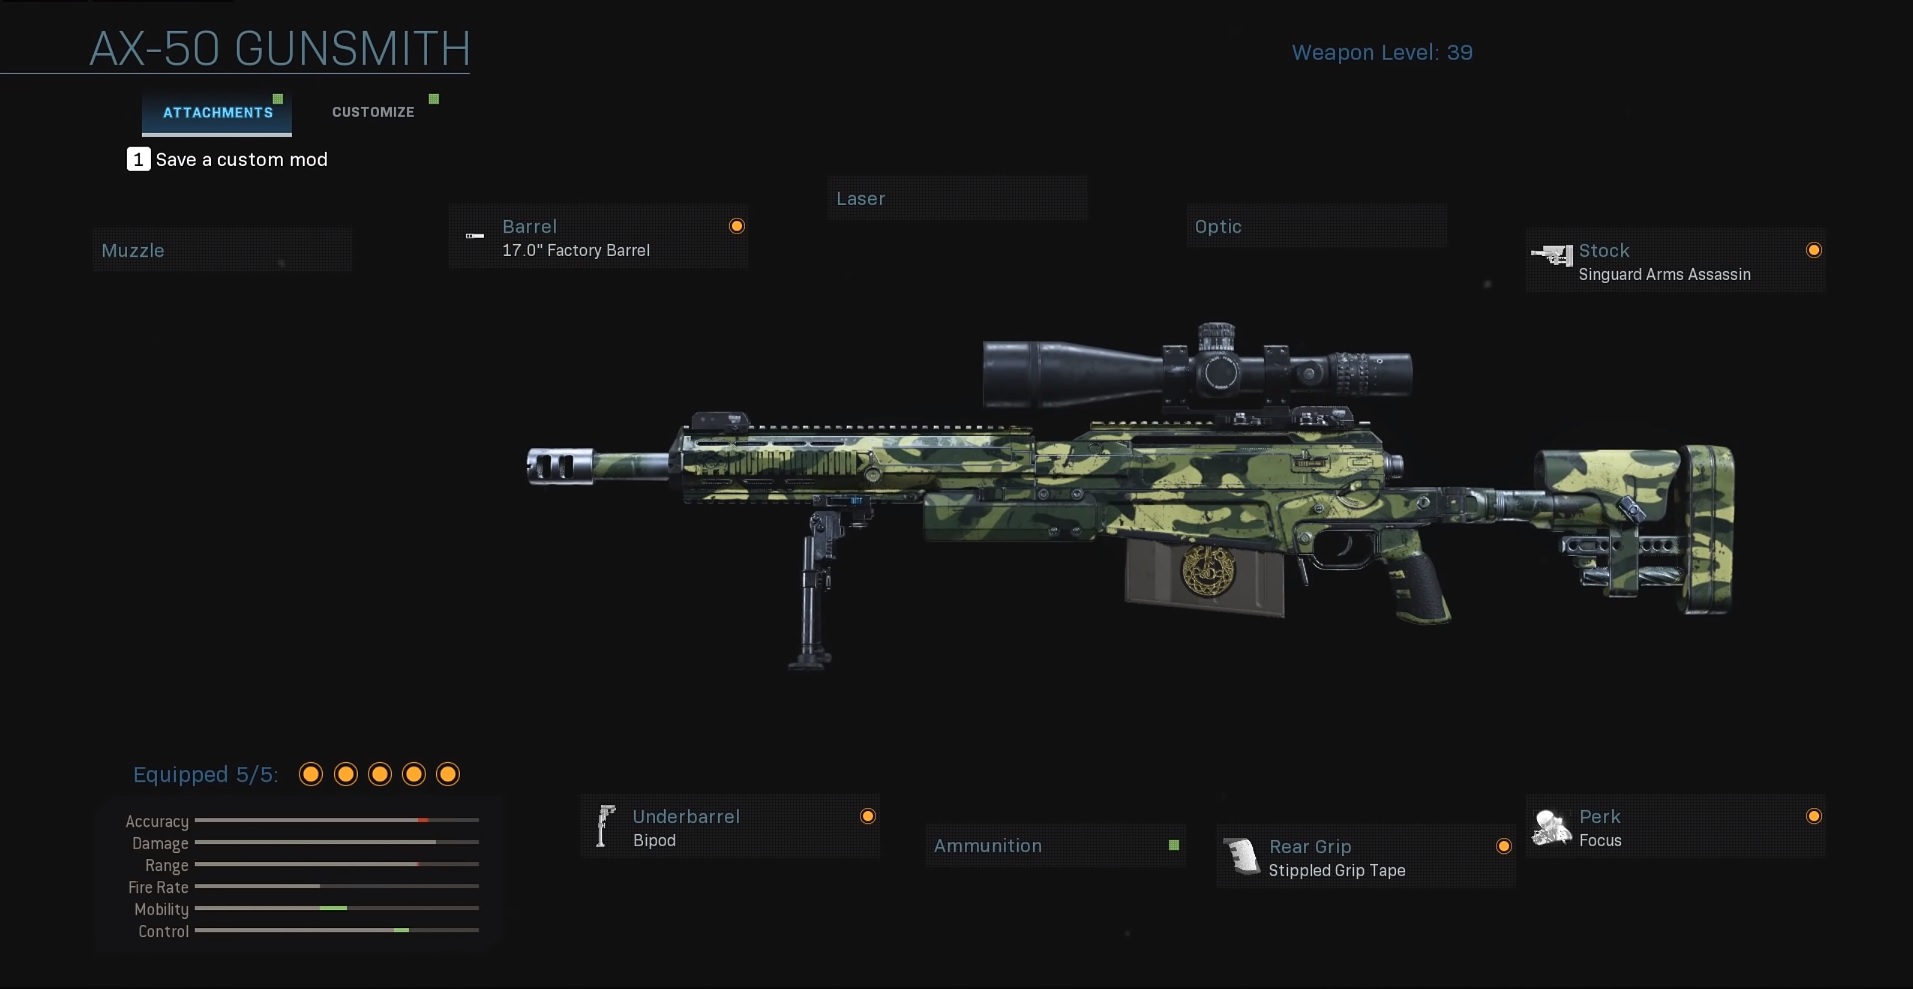 AX-50 GUNSMITH
Weapon Level: 39
ATTACHMENTS
CUSTOMIZE
1 Save a custom mod
Laser
Barrel
17.0" Factory Barrel
Optic
Muzzle
Stock
Singuard Arms Assassin
Equipped 5/5:
Accuracy
Damage
Range
Fire Rate
Mobility
Control
Underbarrel
Bipod
Ammunition
Rear Grip
Stippled Grip Tape
Perk
Focus